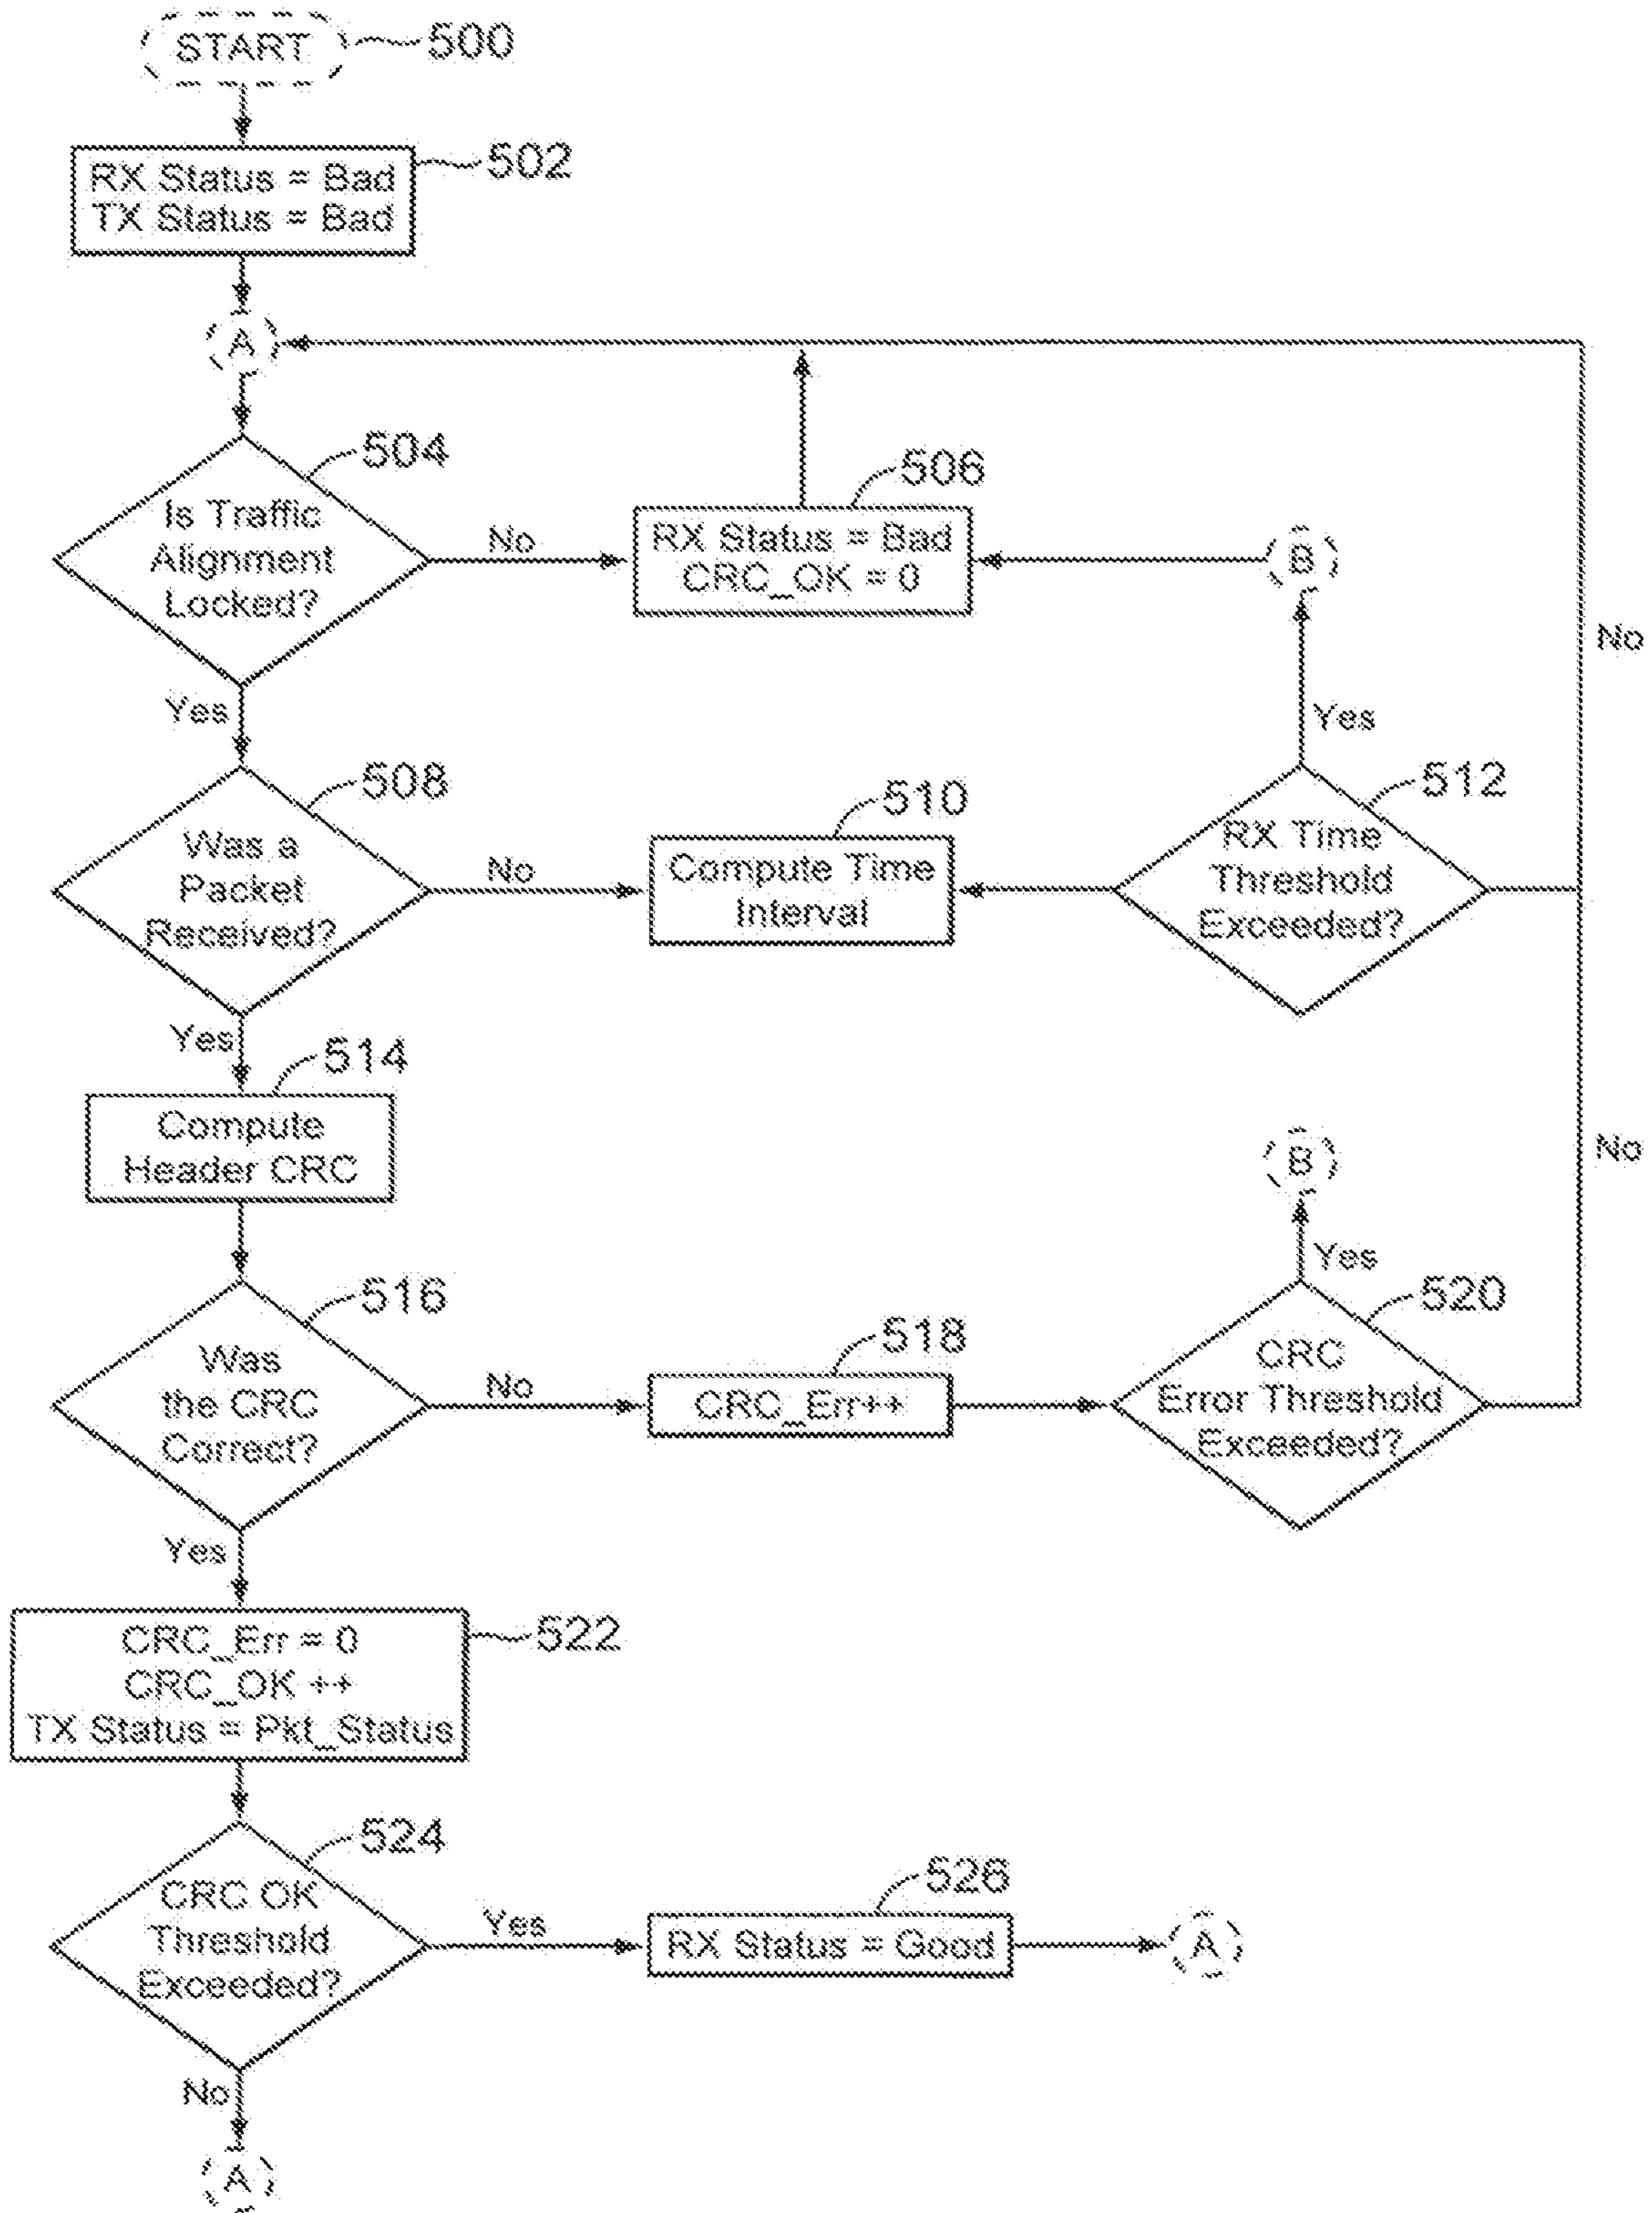 START
500
RX Status = Bad
TX Status = Bad
502
A
504
Is Traffic
Alignment
Locked?
No
506
RX Status = Bad
CRC_OK = 0
B
No
Yes
Yes
508
Was a
Packet
Received?
No
510
Compute Time
Interval
512
RX Time
Threshold
Exceeded?
Yes
514
Compute
Header CRC
B
No
Yes
516
Was
the CRC
Correct?
No
518
CRC_Err++
520
CRC
Error Threshold
Exceeded?
Yes
CRC_Err = 0
CRC_OK ++
TX Status = Pkt_Status
522
524
CRC OK
Threshold
Exceeded?
Yes
526
RX Status = Good
A
No
A